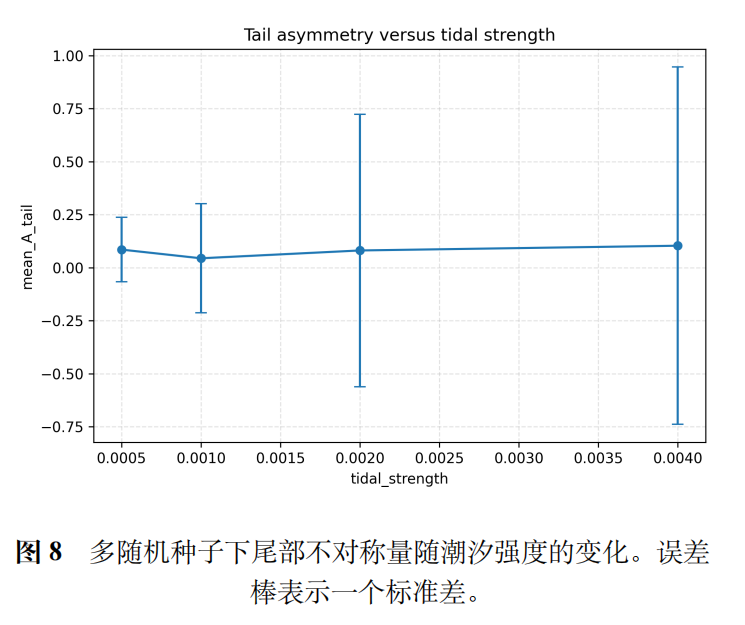 Tail asymmetry versus tidal strength
1.00
0.75
0.50
0.25
0.00
−0.25
−0.50
−0.75
mean_A_tail
0.0005 0.0010 0.0015 0.0020 0.0025 0.0030 0.0035 0.0040
tidal_strength
图 8 多随机种子下尾部不对称量随潮汐强度的变化。误差
棒表示一个标准差。